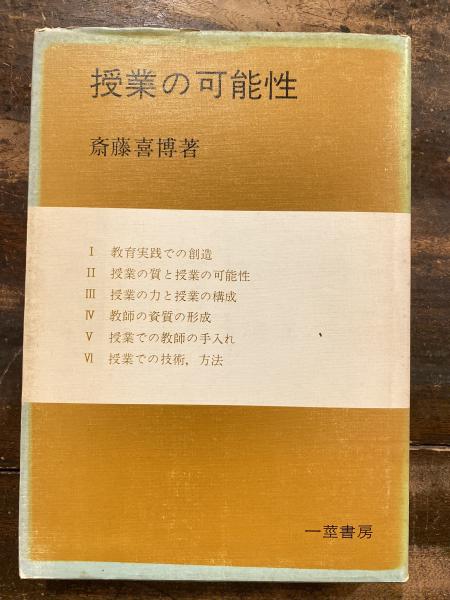 授業の可能性
斎藤喜博著
Ⅰ 教育実践での創造
Ⅱ 授業の質と授業の可能性
Ⅲ 授業の力と授業の構成
Ⅳ 教師の資質の形成
Ⅴ 授業での教師の手入れ
Ⅵ 授業での技術，方法
一莖書房